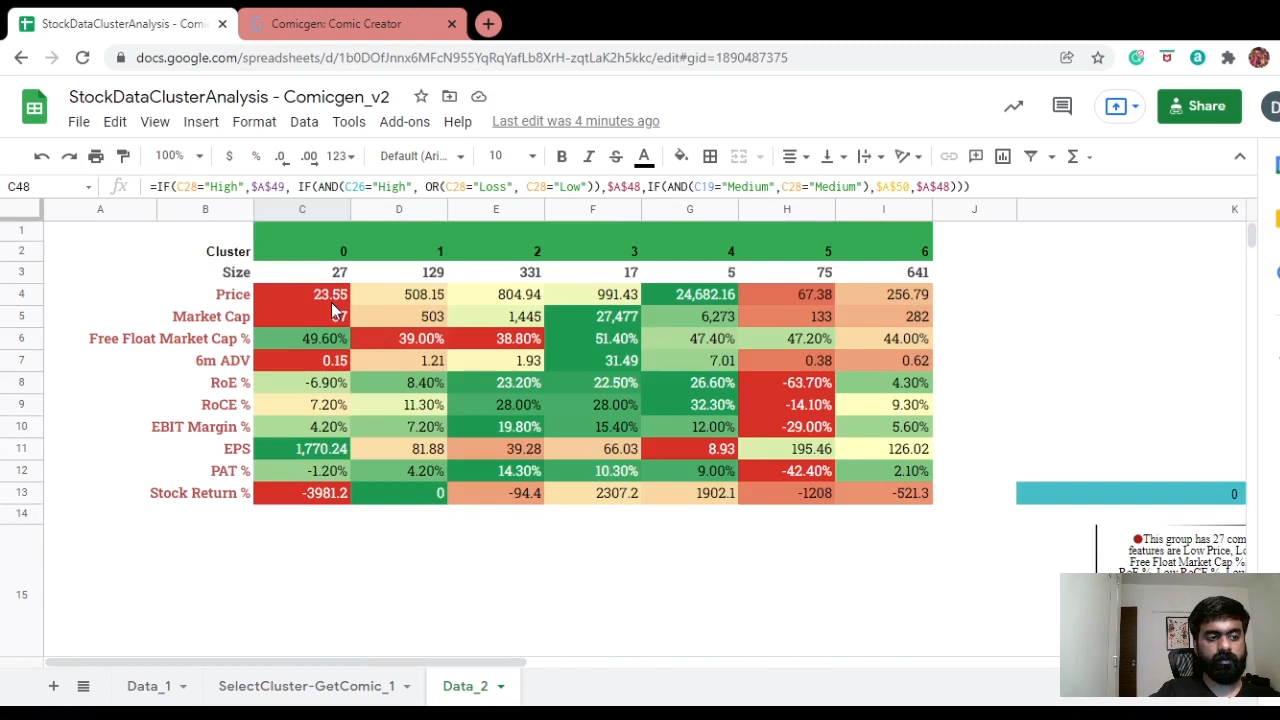 StockDataClusterAnalysis - Comic
Comicgen: Comic Creator
docs.google.com/spreadsheets/d/1b0DOfJnnx6MFcN955YqRqYafLb8XrH-zqtLaK2h5kkc/edit#gid=1890487375
StockDataClusterAnalysis - Comicgen_v2
File Edit View Insert Format Data Tools Add-ons Help Last edit was 4 minutes ago
Share
D
100% $ % .0 .00 123 Default (Ari... 10 B I S A
C48 fx =IF(C28="High",$A$49, IF(AND(C26="High", OR(C28="Loss", C28="Low")),$A$48,IF(AND(C19="Medium",C28="Medium"),$A$50,$A$48)))
A B C D E F G H I J K
1
2 Cluster 0 1 2 3 4 5 6
3 Size 27 129 331 17 5 75 641
4 Price 23.55 508.15 804.94 991.43 24,682.16 67.38 256.79
5 Market Cap 503 1,445 27,477 6,273 133 282
6 Free Float Market Cap % 49.60% 39.00% 38.80% 51.40% 47.40% 47.20% 44.00%
7 6m ADV 0.15 1.21 1.93 31.49 7.01 0.38 0.62
8 RoE % -6.90% 8.40% 23.20% 22.50% 26.60% -63.70% 4.30%
9 RoCE % 7.20% 11.30% 28.00% 28.00% 32.30% -14.10% 9.30%
10 EBIT Margin % 4.20% 7.20% 19.80% 15.40% 12.00% -29.00% 5.60%
11 EPS 1,770.24 81.88 39.28 66.03 8.93 195.46 126.02
12 PAT % -1.20% 4.20% 14.30% 10.30% 9.00% -42.40% 2.10%
13 Stock Return % -3981.2 0 -94.4 2307.2 1902.1 -1208 -521.3 0
14
This group has 27 com
features are Low Price, Lo
Free Float Market Cap %
15
Data_1 SelectCluster-GetComic_1 Data_2